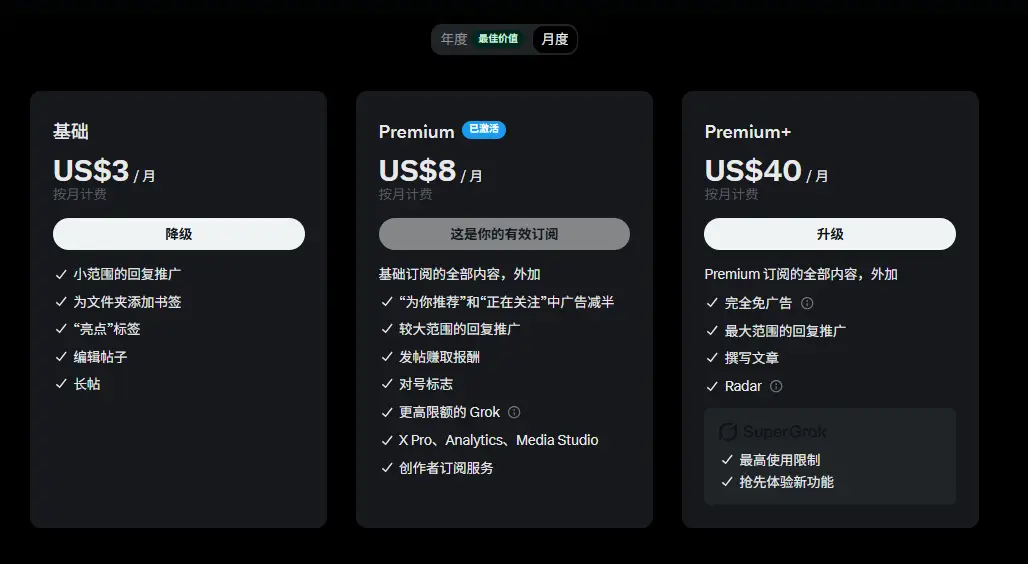 年度 最佳价值 月度
基础
US$3 / 月
按月计费
降级
小范围的回复推广
为文件夹添加书签
“亮点”标签
编辑帖子
长帖
Premium 已激活
US$8 / 月
按月计费
这是你的有效订阅
基础订阅的全部内容，外加
“为你推荐”和“正在关注”中广告减半
较大范围的回复推广
发帖赚取报酬
对号标志
更高限额的 Grok
X Pro、Analytics、Media Studio
创作者订阅服务
Premium+
US$40 / 月
按月计费
升级
Premium 订阅的全部内容，外加
完全免广告
最大范围的回复推广
撰写文章
Radar
SuperGrok
最高使用限制
抢先体验新功能